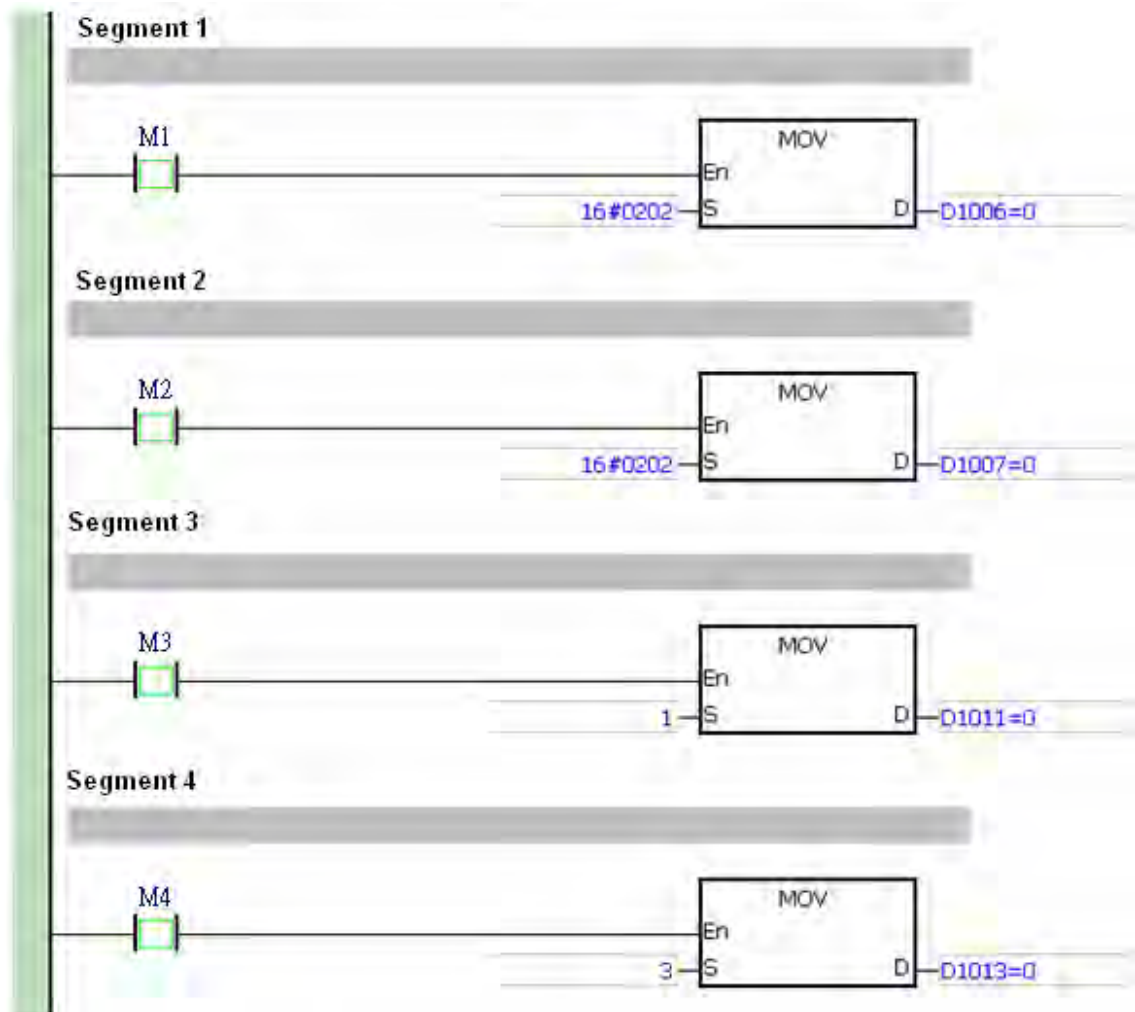 Segment 1
M1
MOV
En
16#0202 S D D1006=0
Segment 2
M2
MOV
En
16#0202 S D D1007=0
Segment 3
M3
MOV
En
1 S D D1011=0
Segment 4
M4
MOV
En
3 S D D1013=0